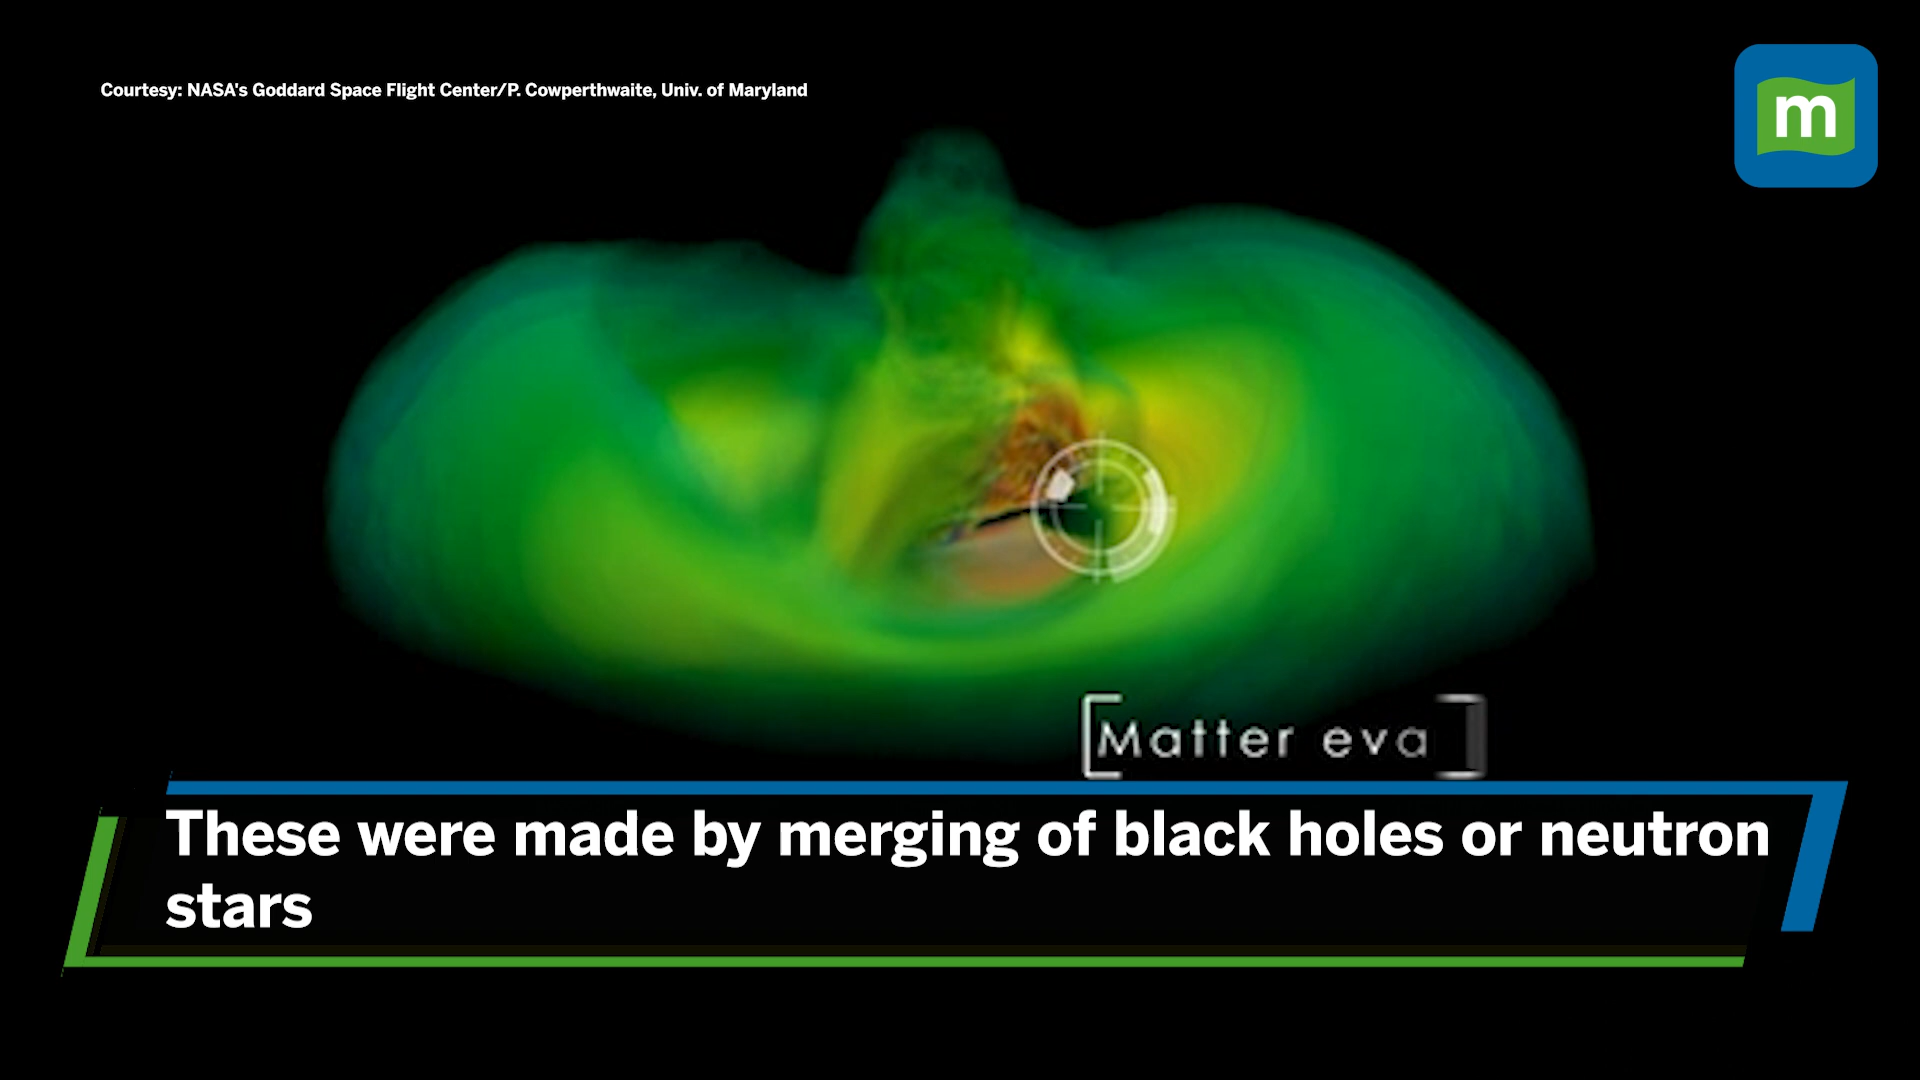 Courtesy: NASA's Goddard Space Flight Center/P. Cowperthwaite, Univ. of Maryland
m
Matter eva
These were made by merging of black holes or neutron
stars